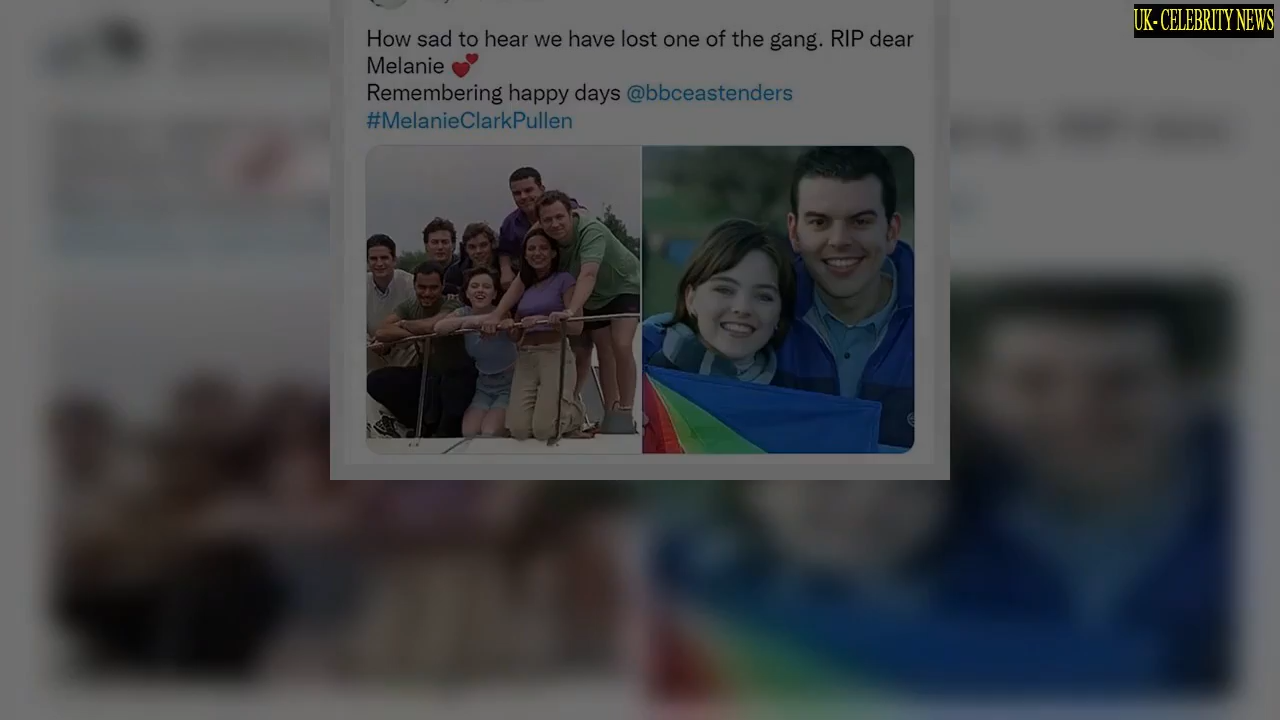 UK- CELEBRITY NEWS
How sad to hear we have lost one of the gang. RIP dear
Melanie 💕
Remembering happy days @bbceastenders
#MelanieClarkPullen